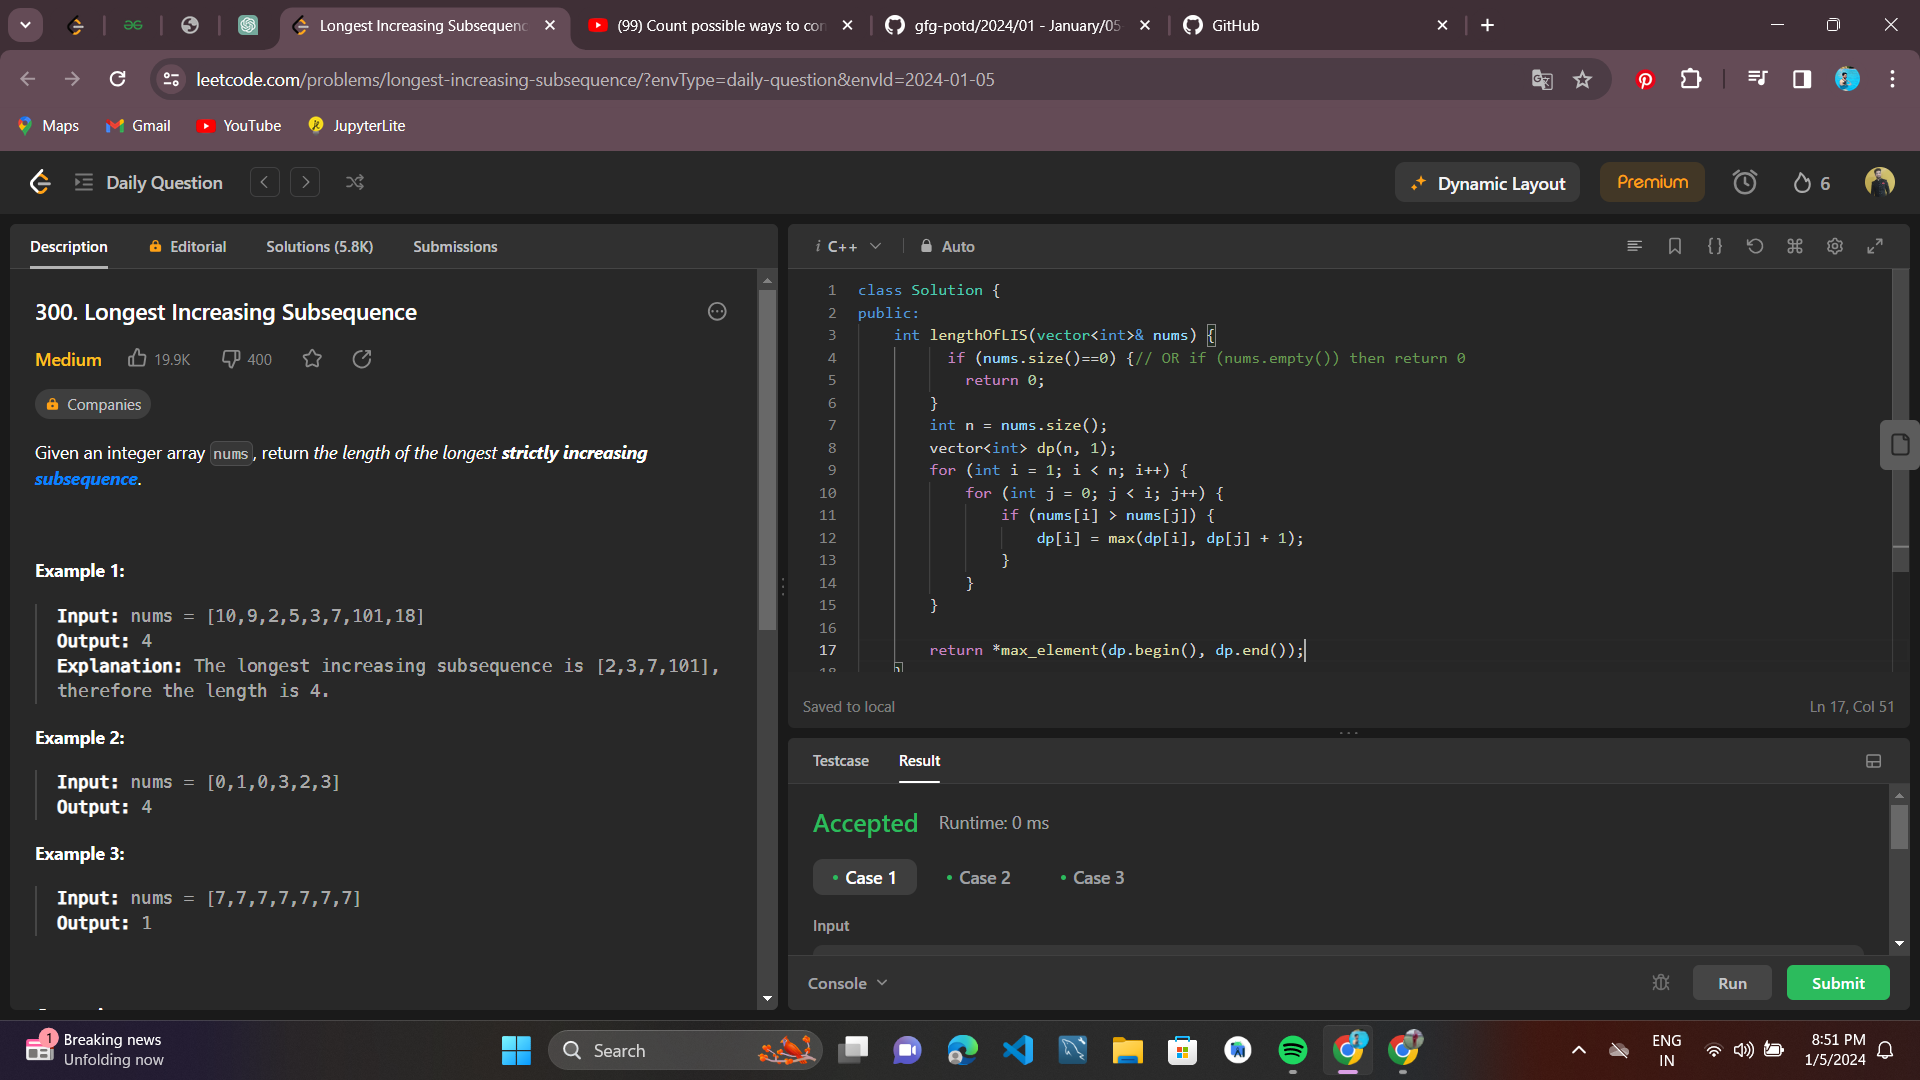 Longest Increasing Subsequenc
(99) Count possible ways to con
gfg-potd/2024/01 - January/05
GitHub
leetcode.com/problems/longest-increasing-subsequence/?envType=daily-question&envId=2024-01-05
Maps
Gmail
YouTube
JupyterLite
Daily Question
Dynamic Layout
Premium
6
Description
Editorial
Solutions (5.8K)
Submissions
300. Longest Increasing Subsequence
Medium
19.9K
400
Companies
Given an integer array nums, return the length of the longest strictly increasing
subsequence.
Example 1:
Input: nums = [10,9,2,5,3,7,101,18]
Output: 4
Explanation: The longest increasing subsequence is [2,3,7,101],
therefore the length is 4.
Example 2:
Input: nums = [0,1,0,3,2,3]
Output: 4
Example 3:
Input: nums = [7,7,7,7,7,7,7]
Output: 1
i C++
Auto
1 class Solution {
2 public:
3 int lengthOfLIS(vector<int>& nums) {
4 if (nums.size()==0) {// OR if (nums.empty()) then return 0
5 return 0;
6 }
7 int n = nums.size();
8 vector<int> dp(n, 1);
9 for (int i = 1; i < n; i++) {
10 for (int j = 0; j < i; j++) {
11 if (nums[i] > nums[j]) {
12 dp[i] = max(dp[i], dp[j] + 1);
13 }
14 }
15 }
16
17 return *max_element(dp.begin(), dp.end());
18 }
Saved to local
Ln 17, Col 51
Testcase
Result
Accepted
Runtime: 0 ms
Case 1
Case 2
Case 3
Input
Console
Run
Submit
1
Breaking news
Unfolding now
Search
ENG
IN
8:51 PM
1/5/2024